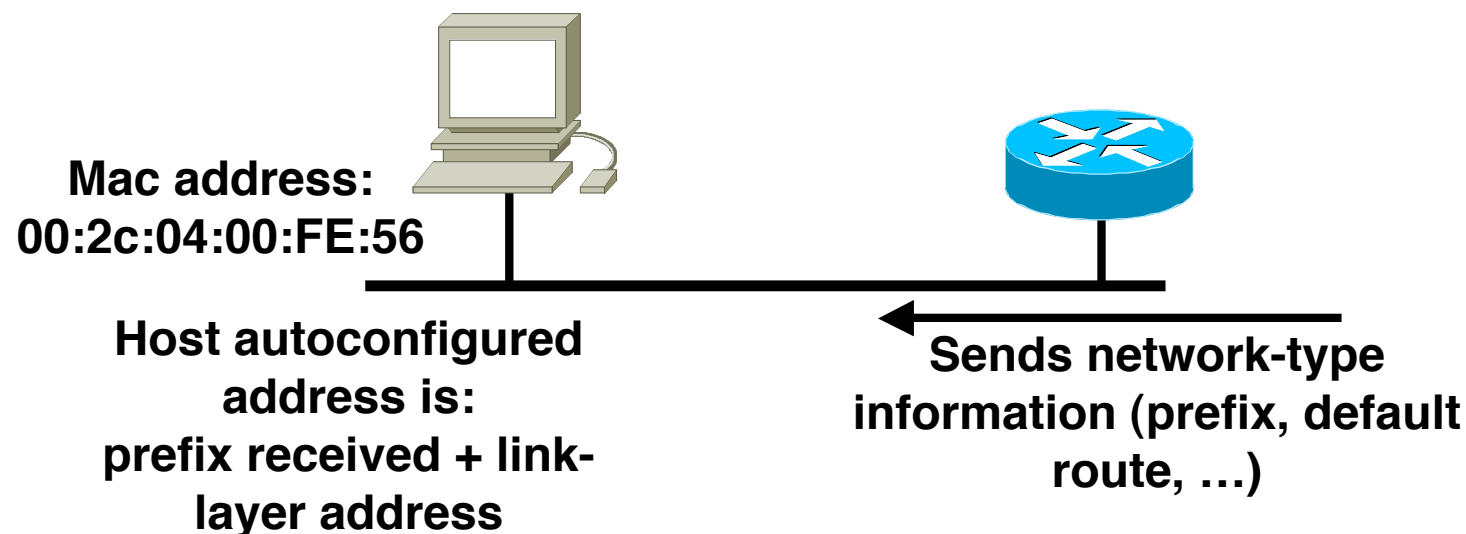 Mac address:
00:2c:04:00:FE:56
Host autoconfigured
address is:
prefix received + link-
layer address
Sends network-type
information (prefix, default
route, …)